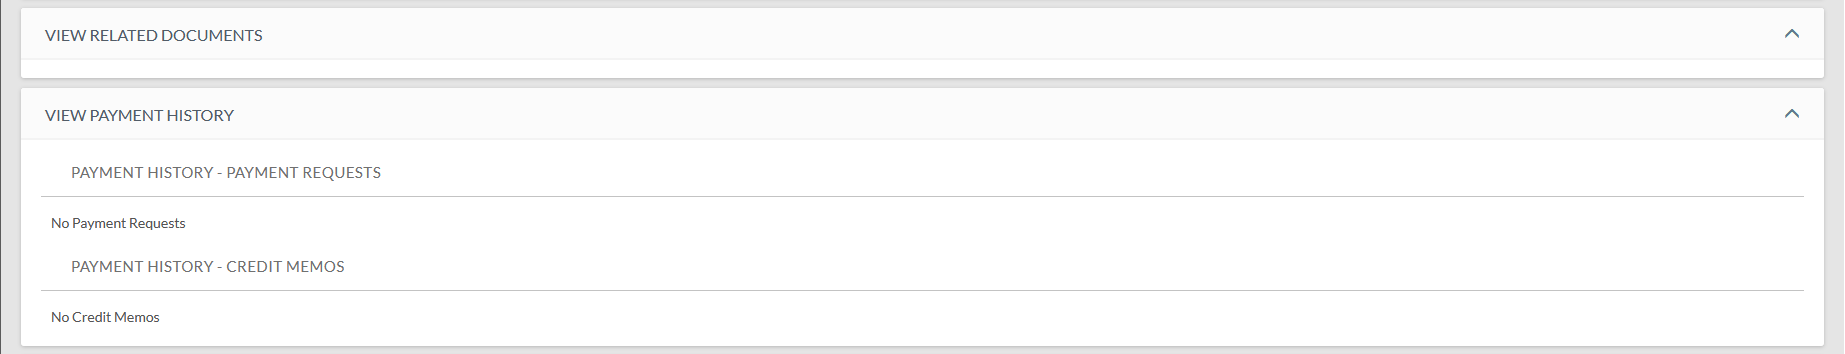 VIEW RELATED DOCUMENTS
VIEW PAYMENT HISTORY
PAYMENT HISTORY - PAYMENT REQUESTS
No Payment Requests
PAYMENT HISTORY - CREDIT MEMOS
No Credit Memos